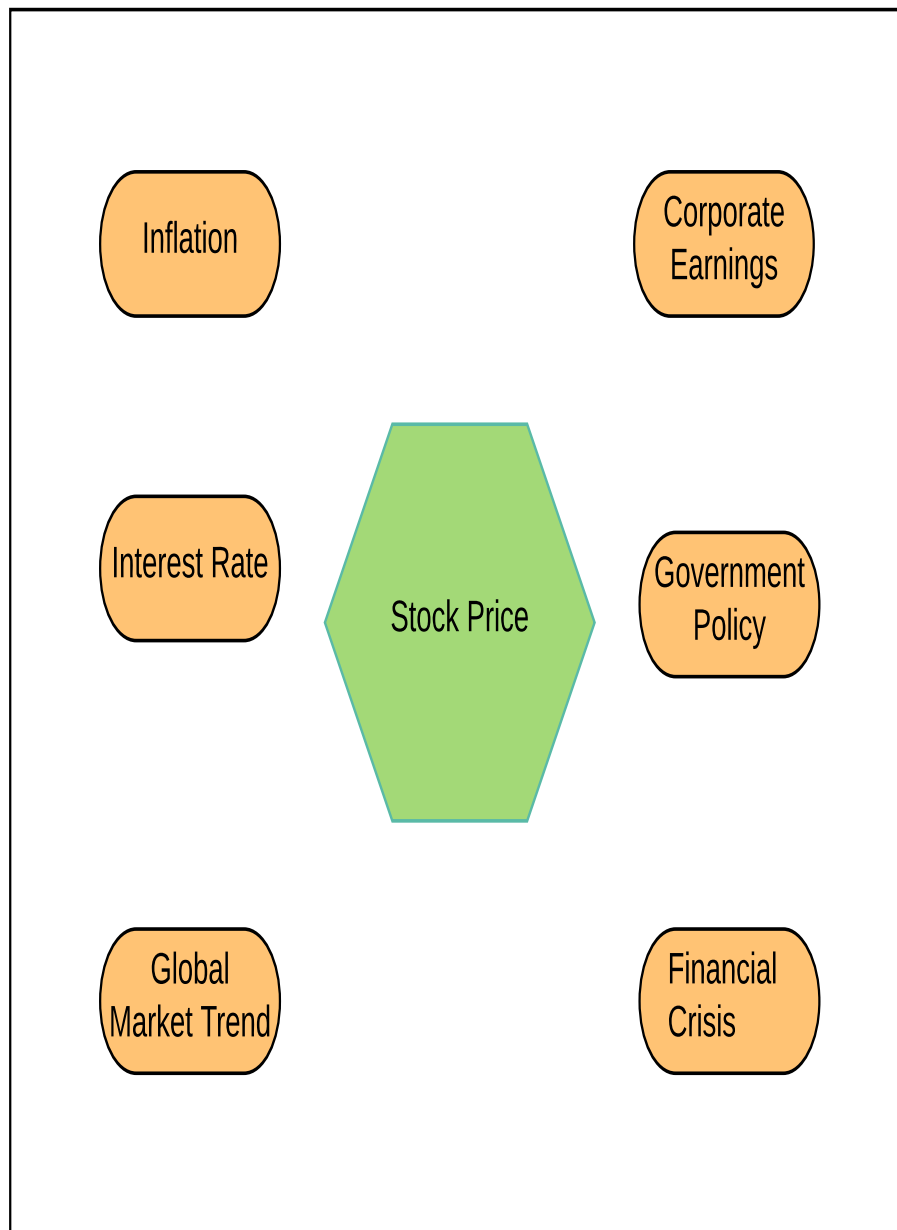 Inflation
Corporate
Earnings
Interest Rate
Stock Price
Government
Policy
Global
Market Trend
Financial
Crisis